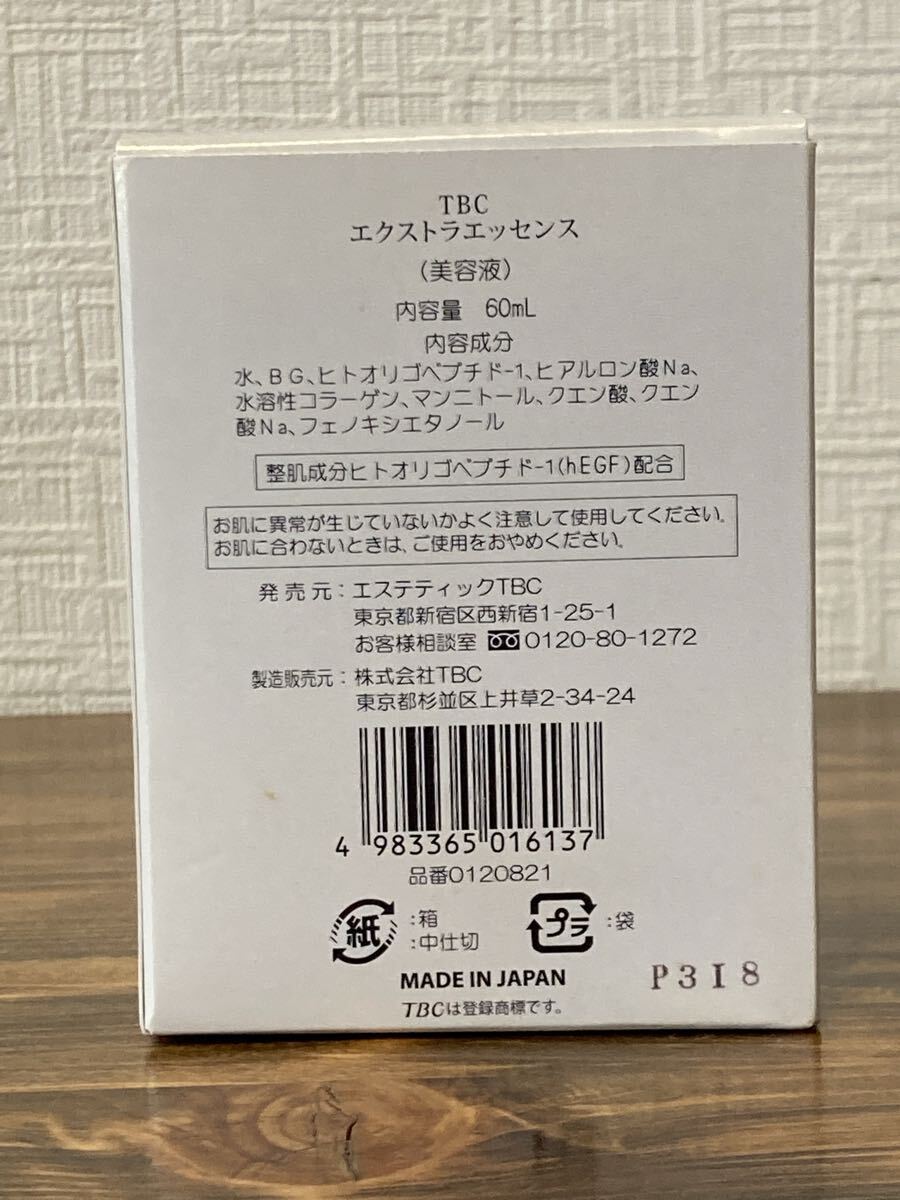 TBC
エクストラエッセンス
(美容液)
内容量 60mL
内容成分
水、BG、ヒトオリゴペプチド-1、ヒアルロン酸Na、
水溶性コラーゲン、マンニトール、クエン酸、クエン
酸Na、フェノキシエタノール
整肌成分ヒトオリゴペプチド-1(hEGF)配合
お肌に異常が生じていないかよく注意して使用してください。
お肌に合わないときは、ご使用をおやめください。
発売元：エステティックTBC
東京都新宿区西新宿1-25-1
お客様相談室 0120-80-1272
製造販売元：株式会社TBC
東京都杉並区上井草2-34-24
4 983365 016137
品番0120821
紙 :箱
:中仕切
プラ :袋
MADE IN JAPAN
P3I8
TBCは登録商標です。